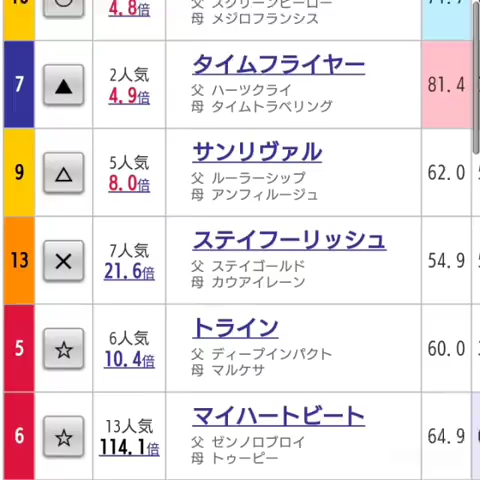 4.8倍
父 スクリーンヒーロー
母 メジロフランシス
7
▲
2人気
4.9倍
タイムフライヤー
父 ハーツクライ
母 タイムトラベリング
81.4
9
△
5人気
8.0倍
サンリヴァル
父 ルーラーシップ
母 アンフィルージュ
62.0
13
×
7人気
21.6倍
ステイフーリッシュ
父 ステイゴールド
母 カウアイレーン
54.9
5
☆
6人気
10.4倍
トライン
父 ディープインパクト
母 マルケサ
60.0
6
☆
13人気
114.1倍
マイハートビート
父 ゼンノロブロイ
母 トゥーピー
64.9